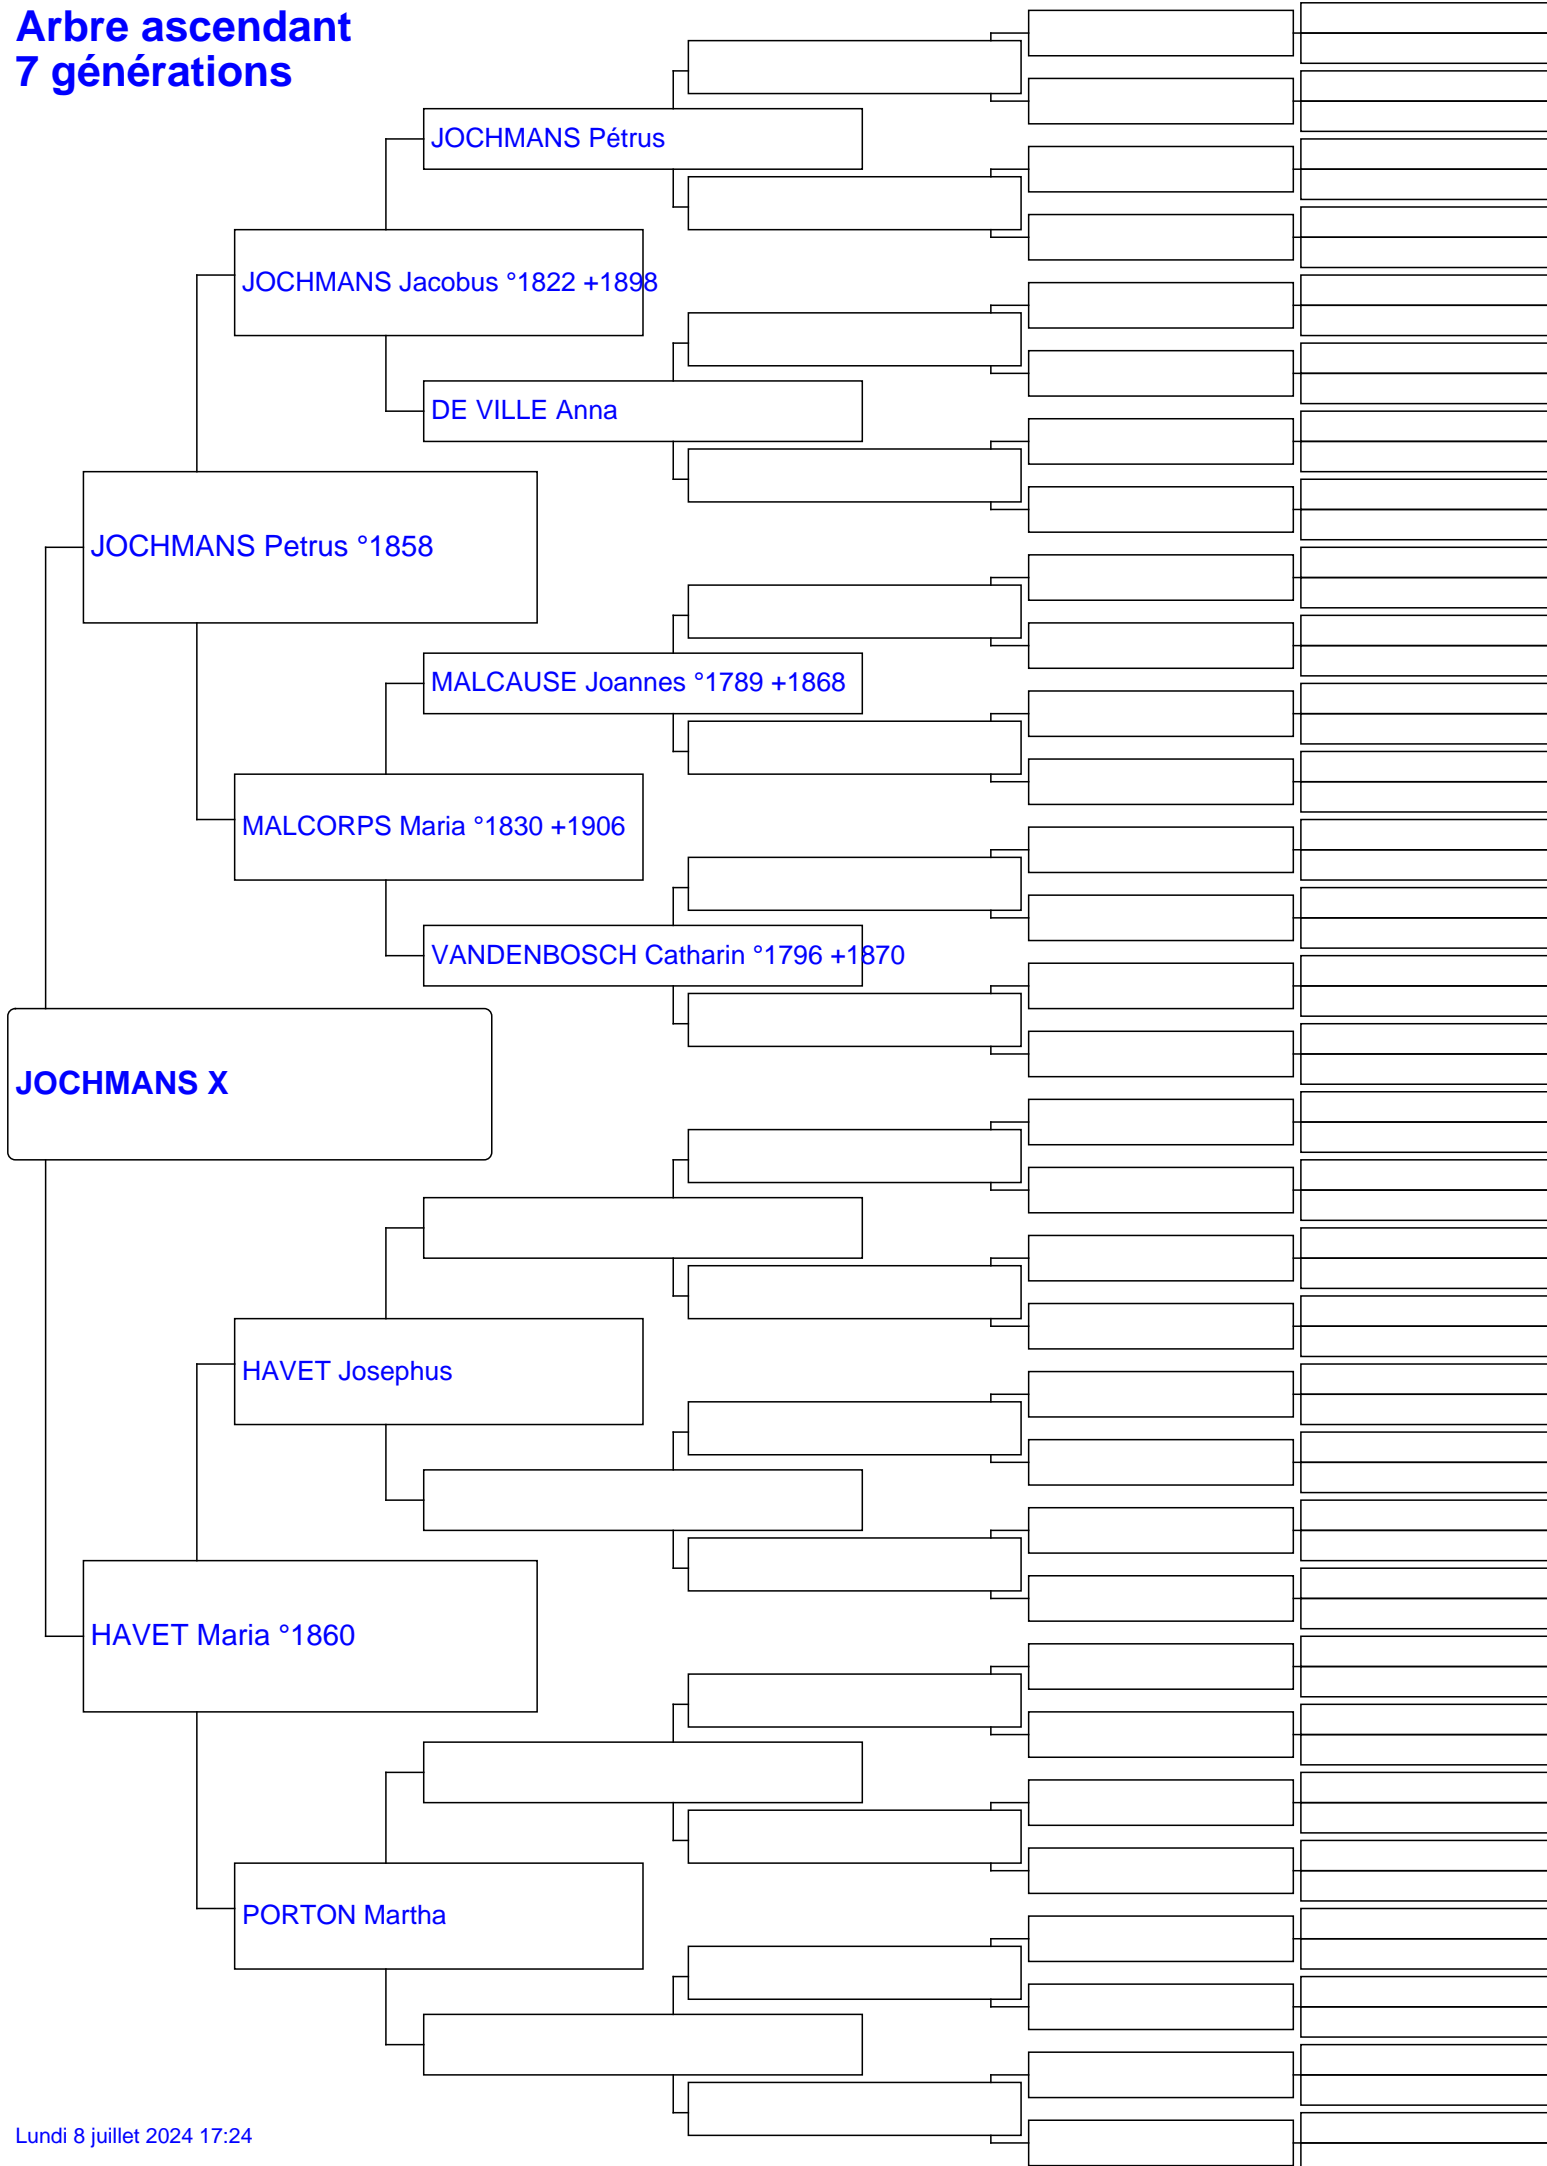 Arbre ascendant
7 générations
JOCHMANS Pétrus
JOCHMANS Jacobus °1822 +1898
DE VILLE Anna
JOCHMANS Petrus °1858
MALCAUSE Joannes °1789 +1868
MALCORPS Maria °1830 +1906
VANDENBOSCH Catharin °1796 +1870
JOCHMANS X
HAVET Josephus
HAVET Maria °1860
PORTON Martha
Lundi 8 juillet 2024 17:24